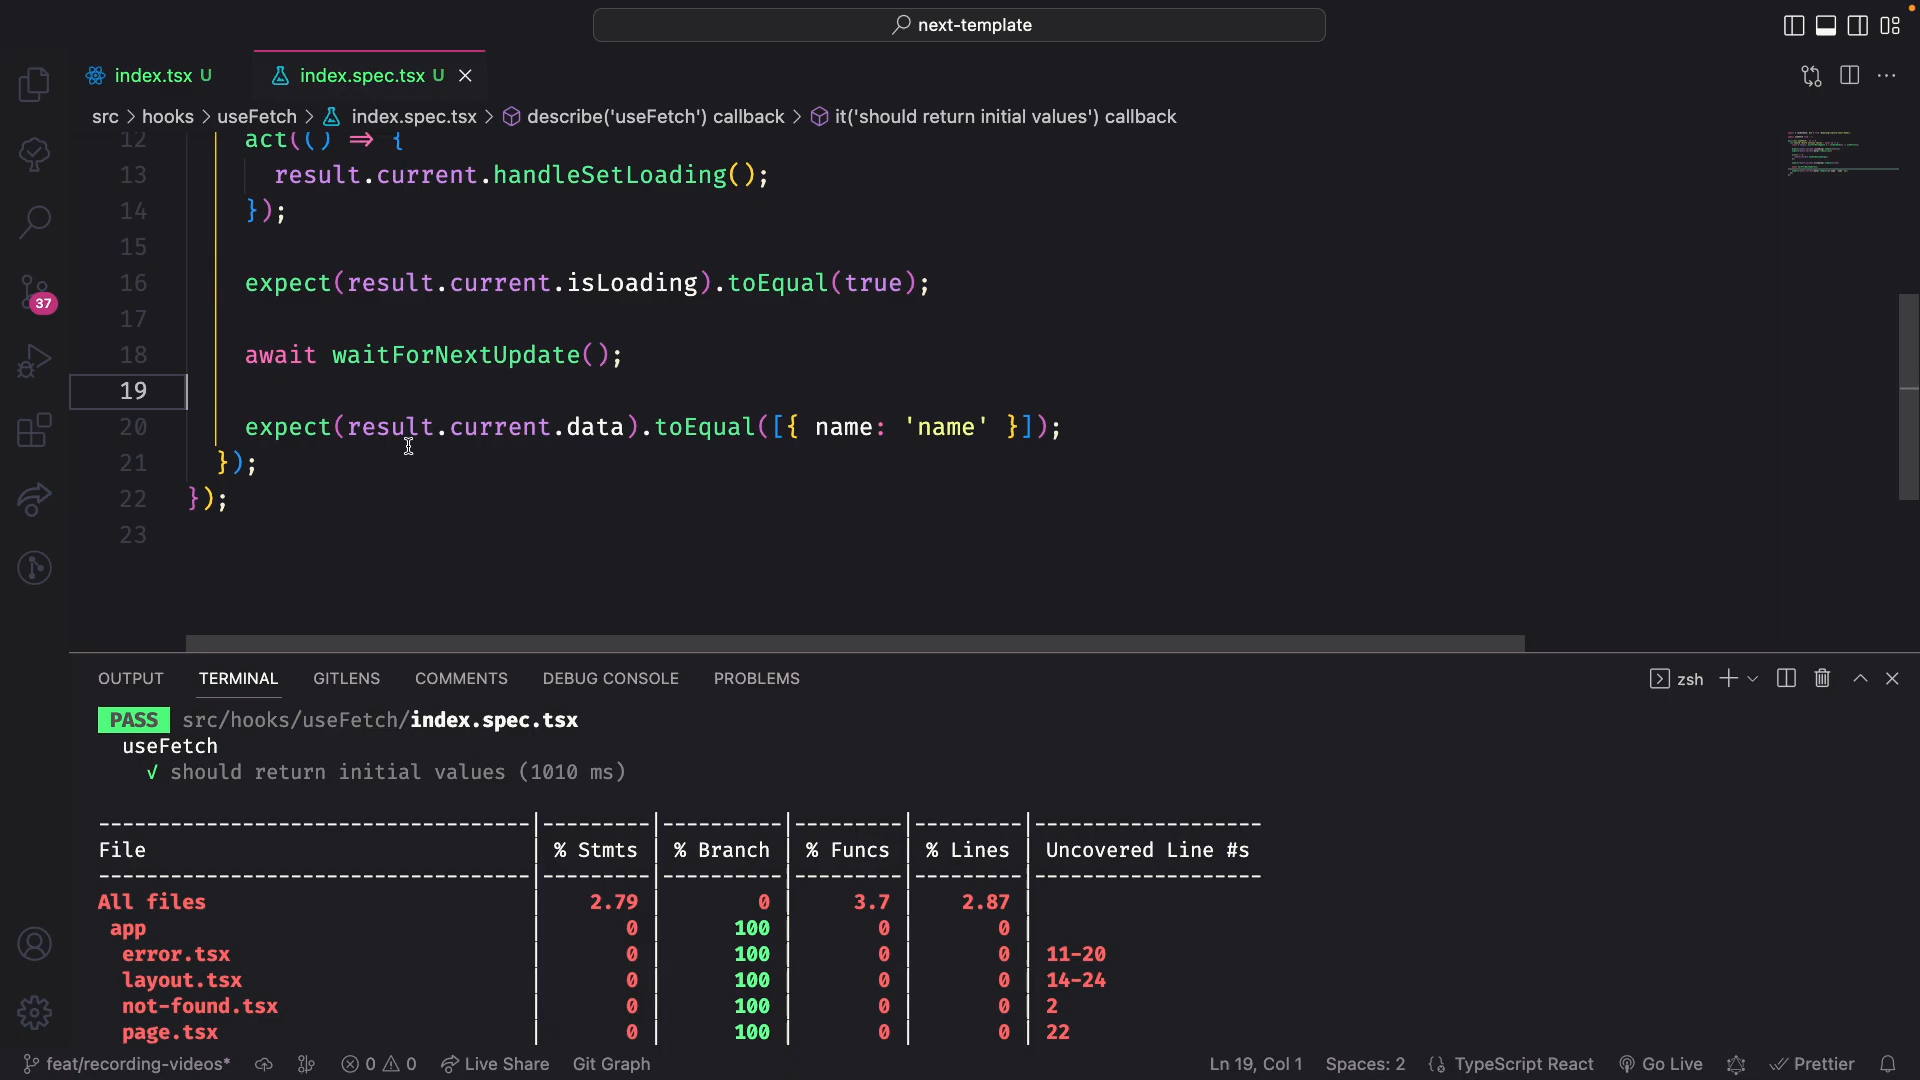 next-template
index.tsx U
index.spec.tsx U
src > hooks > useFetch > index.spec.tsx > describe('useFetch') callback > it('should return initial values') callback
12 act(() => {
13 result.current.handleSetLoading();
14 });
15
16 expect(result.current.isLoading).toEqual(true);
17
18 await waitForNextUpdate();
19
20 expect(result.current.data).toEqual([{ name: 'name' }]);
21 });
22 });
23
37
OUTPUT TERMINAL GITLENS COMMENTS DEBUG CONSOLE PROBLEMS
zsh
PASS src/hooks/useFetch/index.spec.tsx
useFetch
√ should return initial values (1010 ms)
File | % Stmts | % Branch | % Funcs | % Lines | Uncovered Line #s
All files | 2.79 | 0 | 3.7 | 2.87 |
app | 0 | 100 | 0 | 0 |
error.tsx | 0 | 100 | 0 | 0 | 11-20
layout.tsx | 0 | 100 | 0 | 0 | 14-24
not-found.tsx | 0 | 100 | 0 | 0 | 2
page.tsx | 0 | 100 | 0 | 0 | 22
feat/recording-videos* 0 0 Live Share Git Graph Ln 19, Col 1 Spaces: 2 {} TypeScript React Go Live Prettier